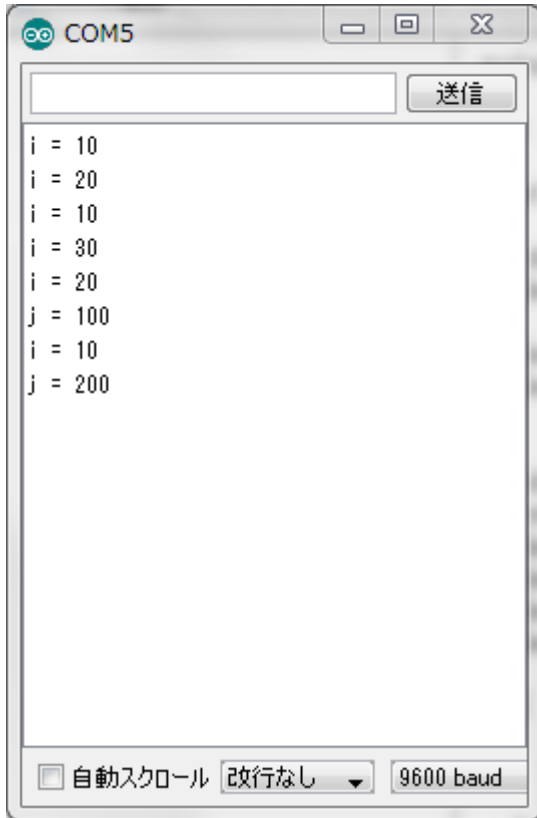 COM5
送信
i = 10
i = 20
i = 10
i = 30
i = 20
j = 100
i = 10
j = 200
自動スクロール 改行なし 9600 baud